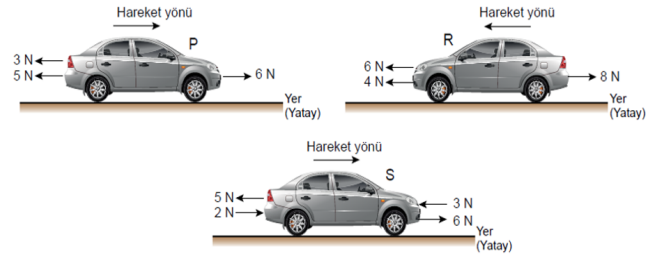 Hareket yönü
P
3 N
5 N
6 N
Yer
(Yatay)
Hareket yönü
R
6 N
4 N
8 N
Yer
(Yatay)
Hareket yönü
S
5 N
2 N
3 N
6 N
Yer
(Yatay)